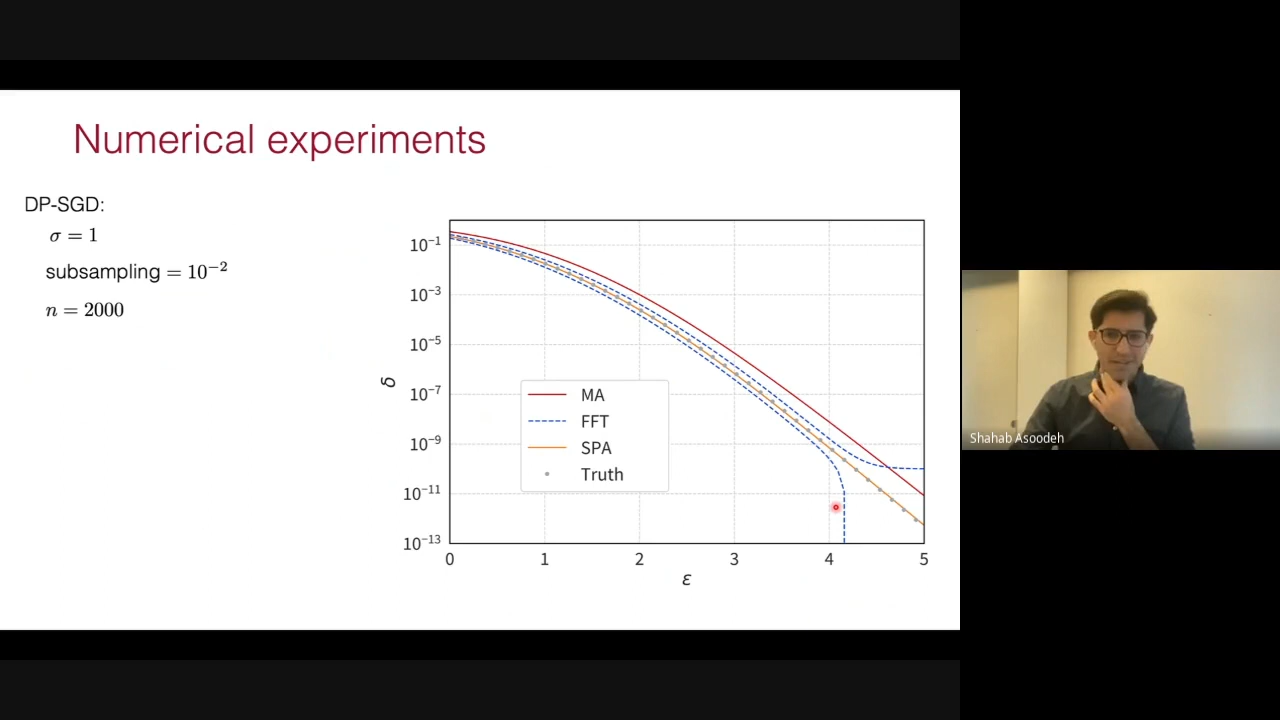 Numerical experiments
DP-SGD:
σ = 1
subsampling = 10⁻²
n = 2000
δ
10⁻¹
10⁻³
10⁻⁵
10⁻⁷
10⁻⁹
10⁻¹¹
10⁻¹³
MA
FFT
SPA
Truth
0 1 2 3 4 5
ε
Shahab Asoodeh